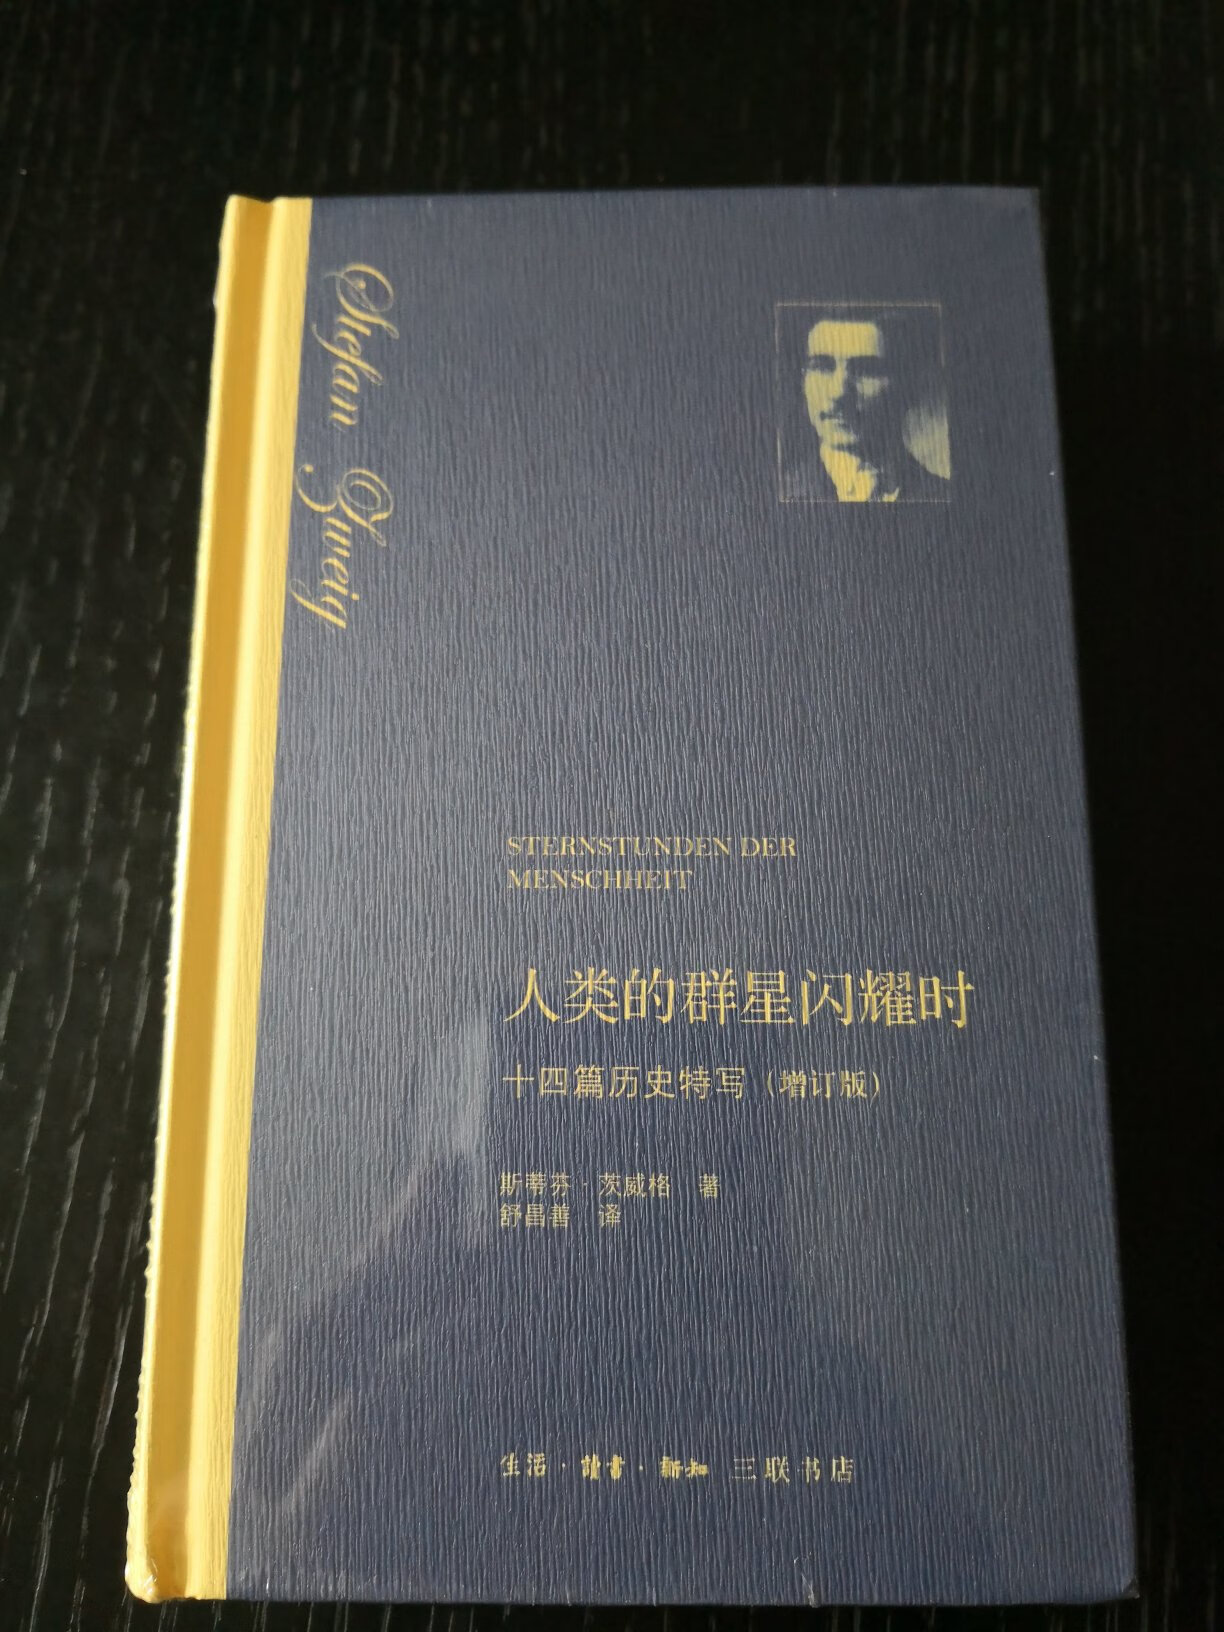 Stefan Zweig
STERNSTUNDEN DER
MENSCHHEIT
人类的群星闪耀时
十四篇历史特写（增订版）
斯蒂芬·茨威格 著
舒昌善 译
生活·讀書·新知 三联书店